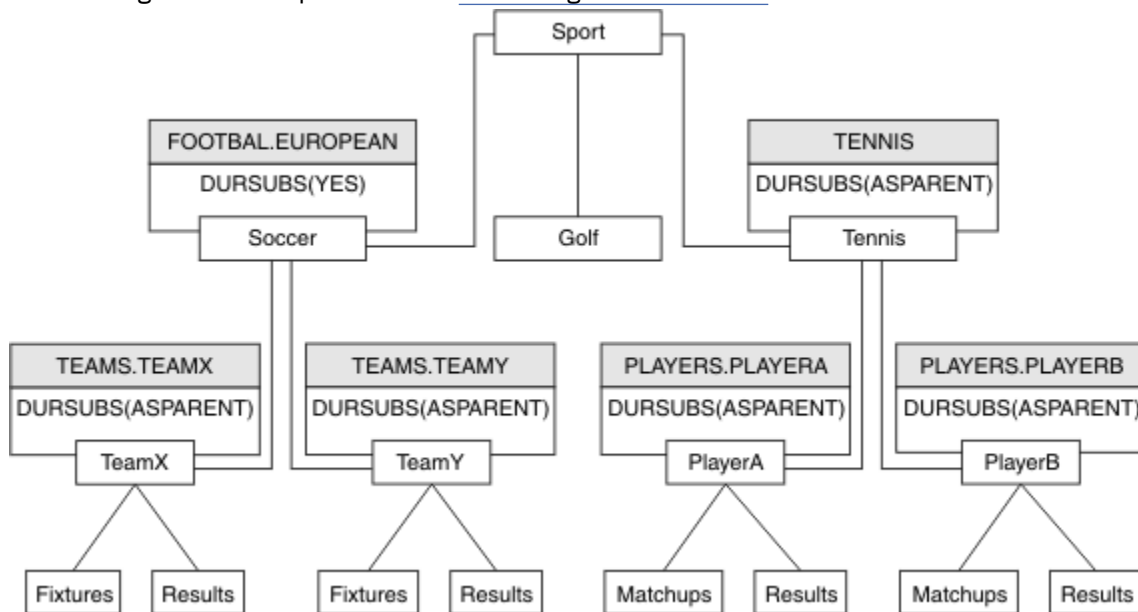 Sport
FOOTBAL.EUROPEAN
TENNIS
DURSUBS(YES)
DURSUBS(ASPARENT)
Soccer
Golf
Tennis
TEAMS.TEAMX
TEAMS.TEAMY
PLAYERS.PLAYERA
PLAYERS.PLAYERB
DURSUBS(ASPARENT)
DURSUBS(ASPARENT)
DURSUBS(ASPARENT)
DURSUBS(ASPARENT)
TeamX
TeamY
PlayerA
PlayerB
Fixtures
Results
Fixtures
Results
Matchups
Results
Matchups
Results